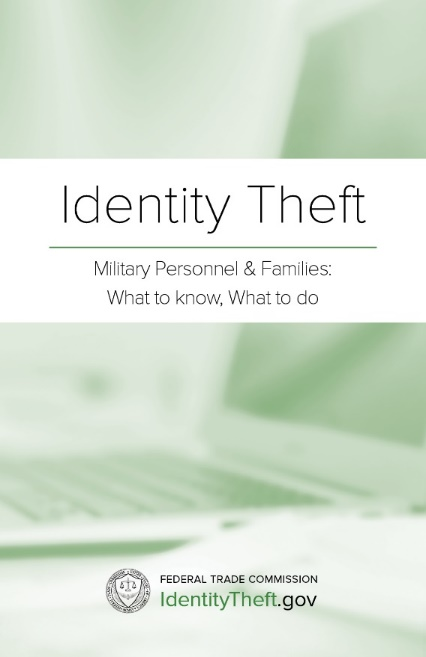 Identity Theft
Military Personnel & Families:
What to know, What to do
FEDERAL TRADE COMMISSION
IdentityTheft.gov